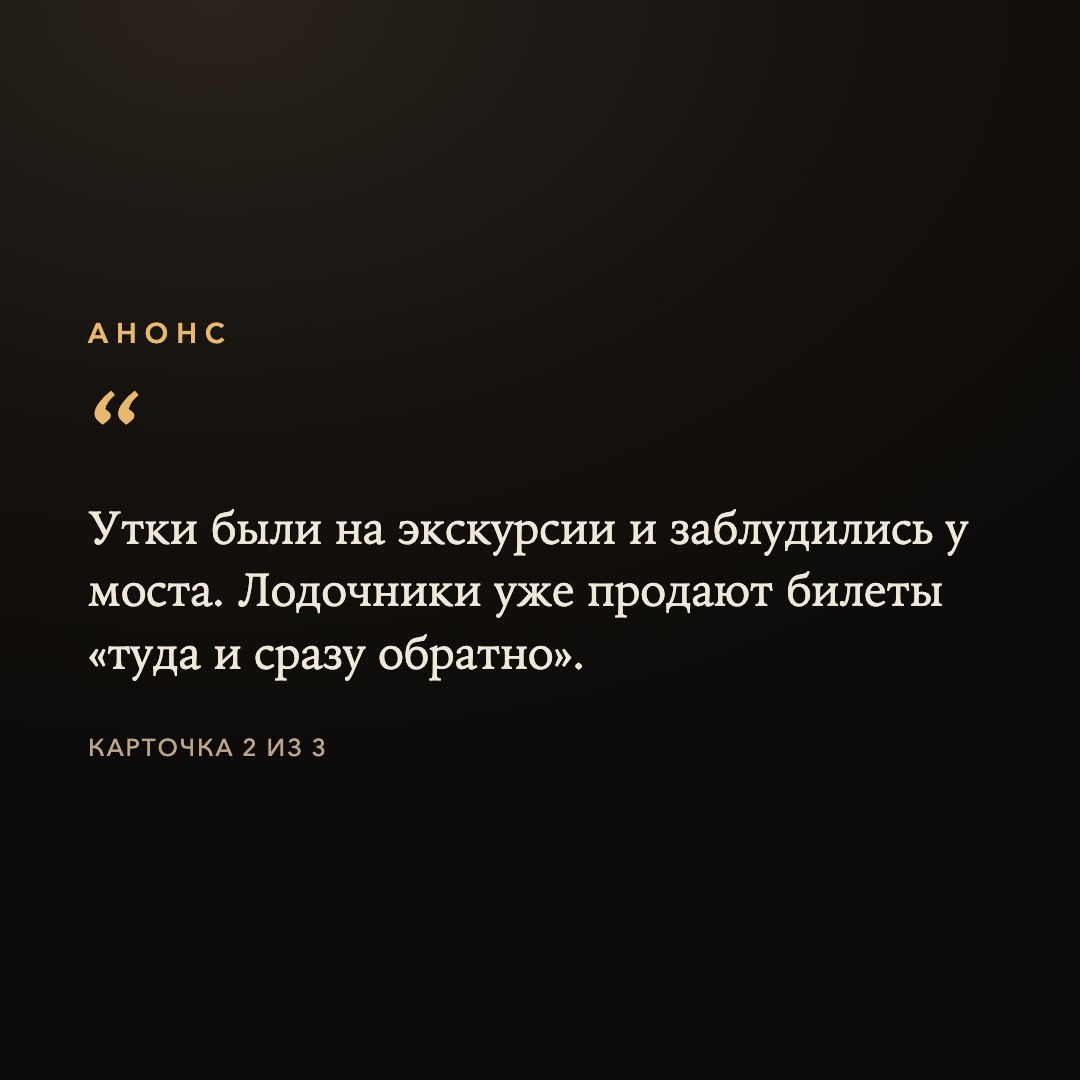 АНОНС
“
Утки были на экскурсии и заблудились у
моста. Лодочники уже продают билеты
«туда и сразу обратно».
КАРТОЧКА 2 ИЗ 3